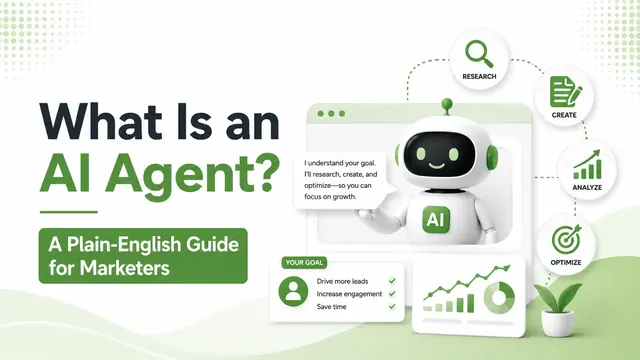 What Is an
AI Agent?
A Plain-English Guide
for Marketers
RESEARCH
CREATE
ANALYZE
OPTIMIZE
I understand your goal.
I'll research, create, and
optimize—so you can
focus on growth.
AI
YOUR GOAL
Drive more leads
Increase engagement
Save time